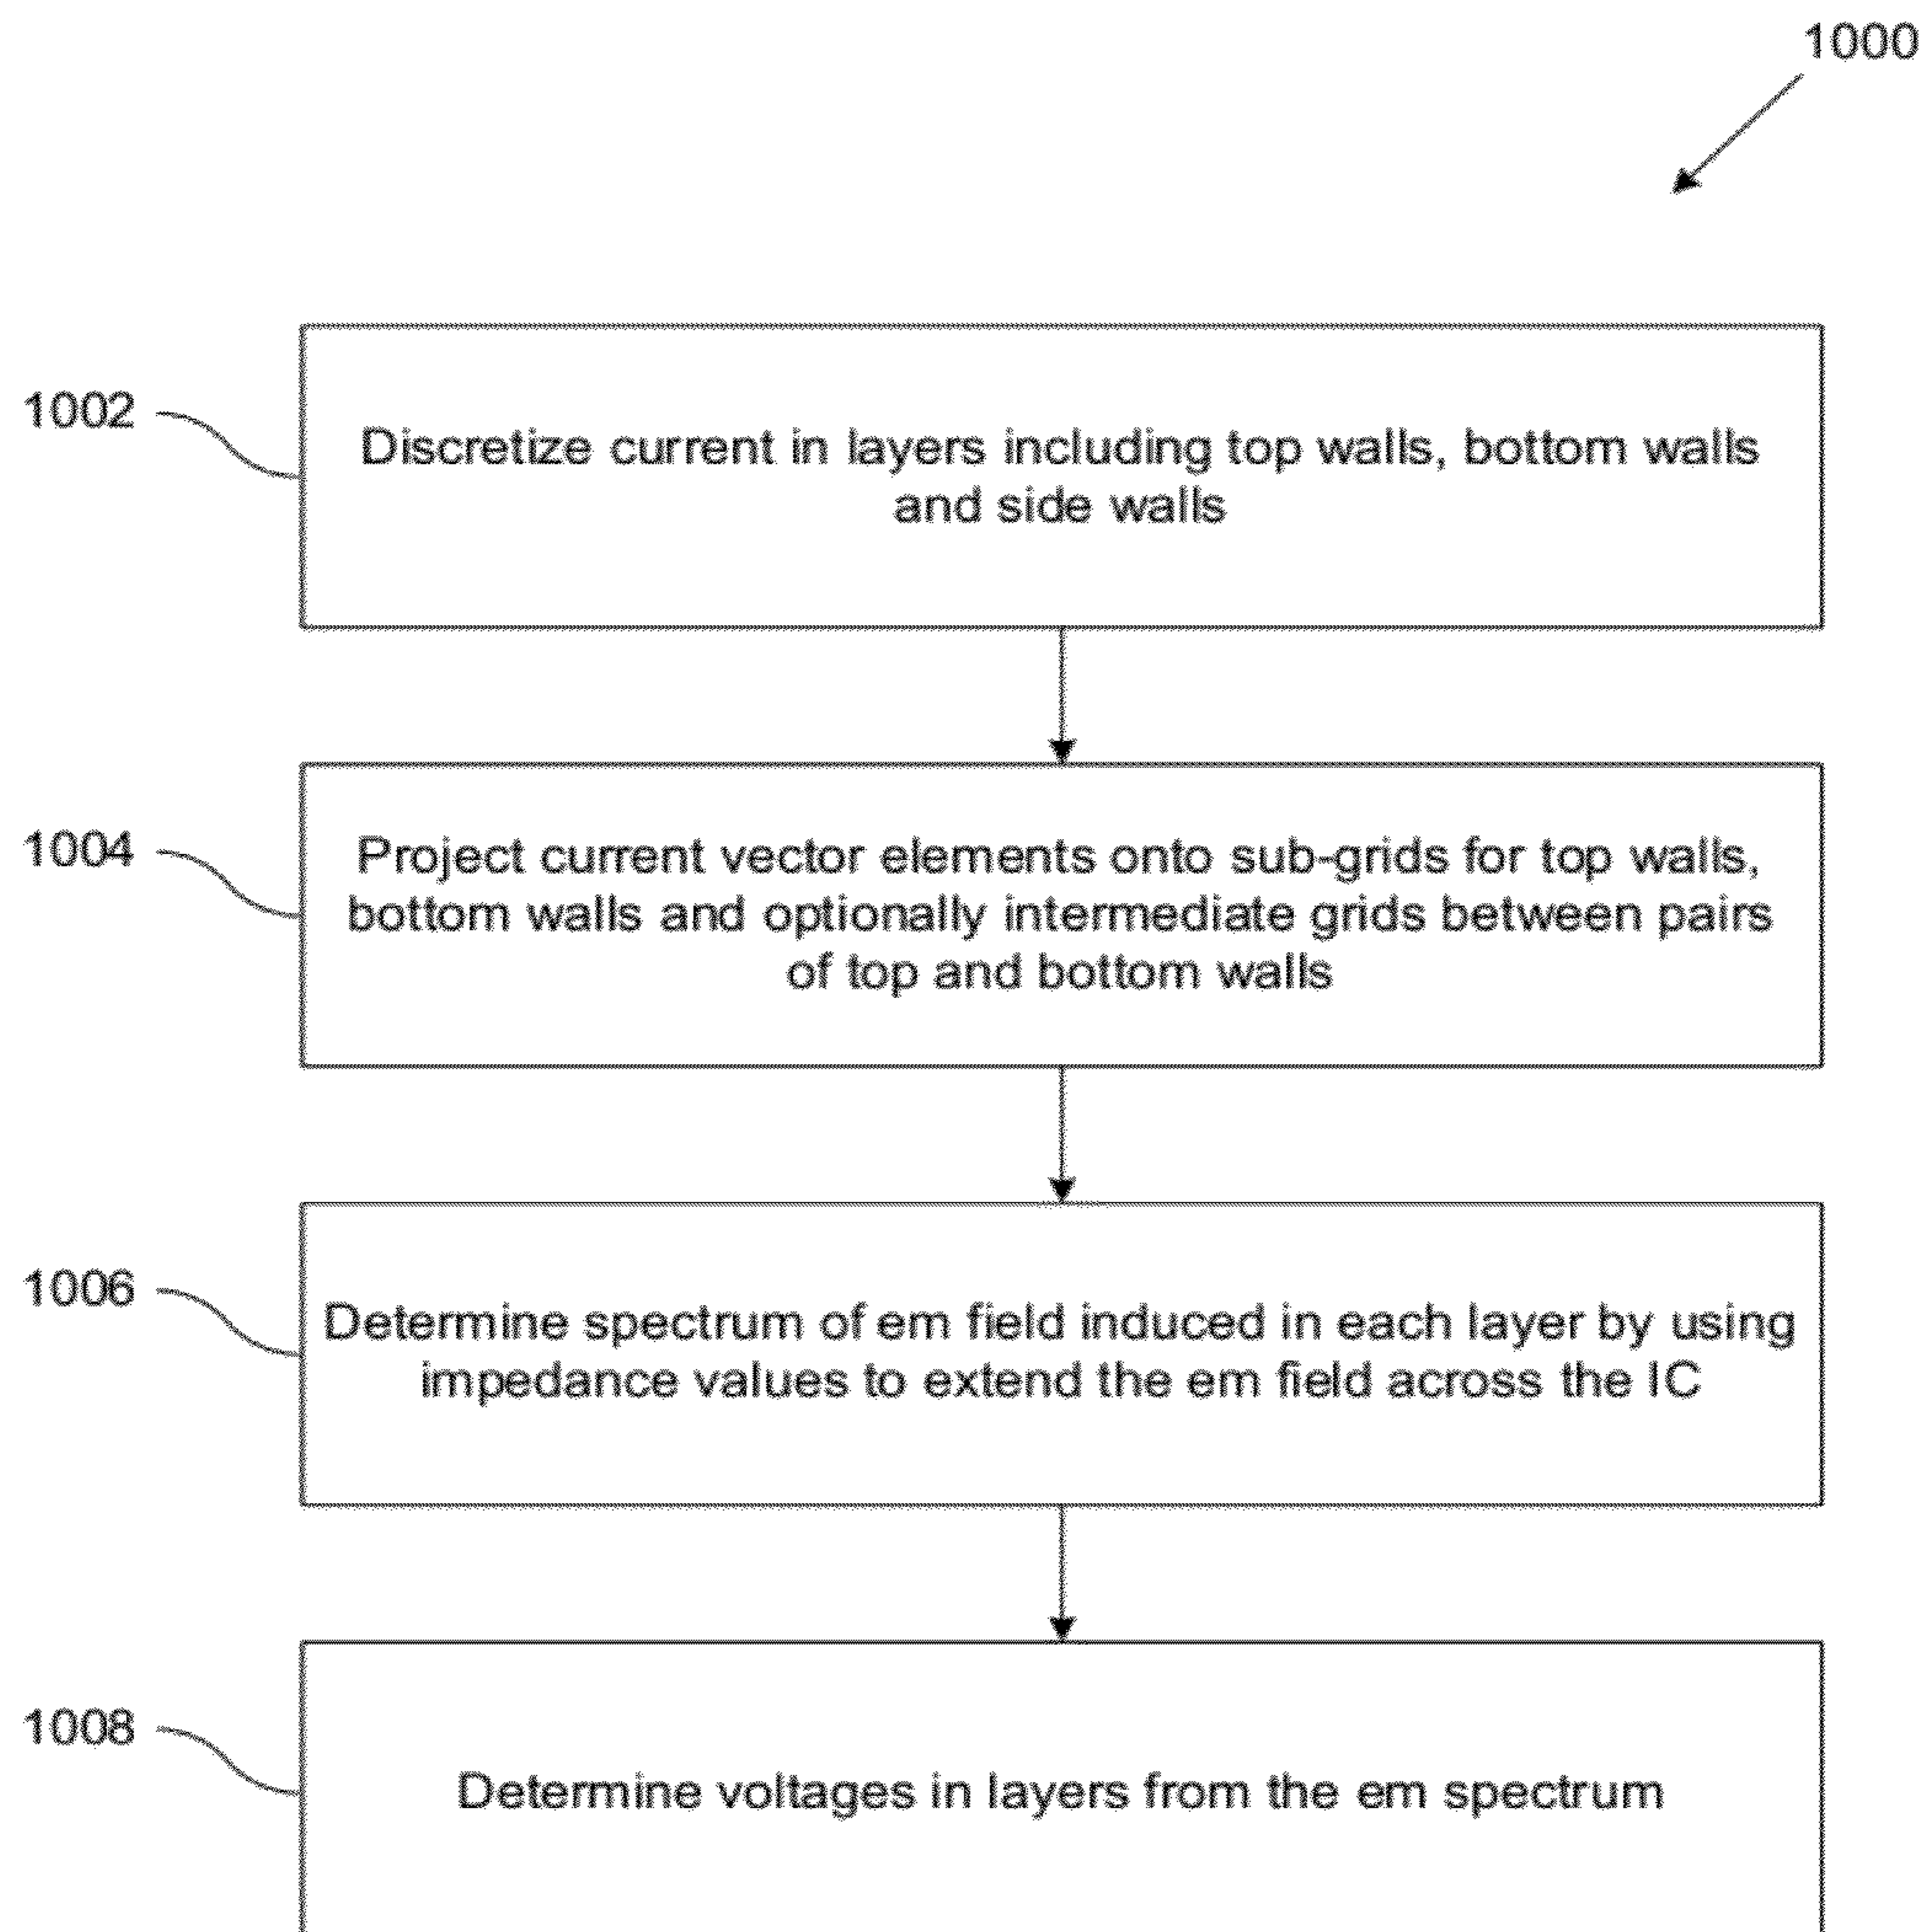 1000
1002
Discretize current in layers including top walls, bottom walls
and side walls
1004
Project current vector elements onto sub-grids for top walls,
bottom walls and optionally intermediate grids between pairs
of top and bottom walls
1006
Determine spectrum of em field induced in each layer by using
impedance values to extend the em field across the IC
1008
Determine voltages in layers from the em spectrum